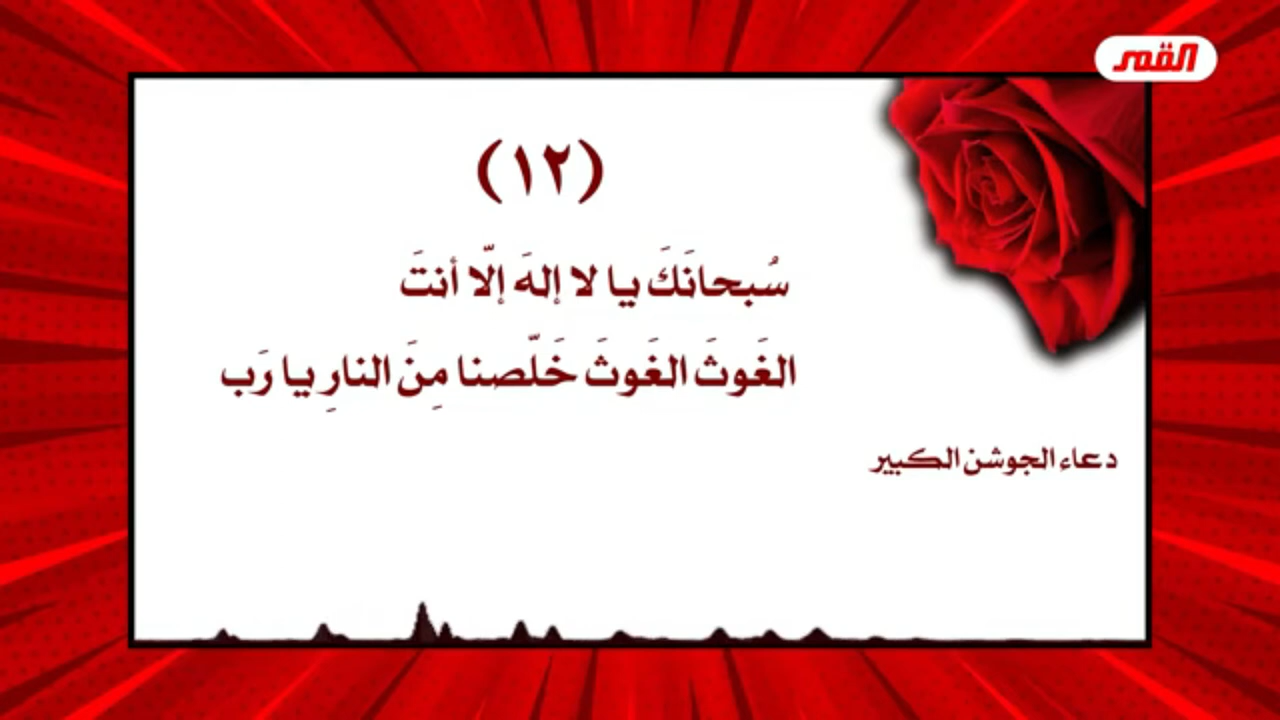 القمر
(١٢)
سُبحانَكَ يا لا إلهَ إلّا أنتَ
الغَوثَ الغَوثَ خَلّصنا مِنَ النارِ يا رَب
دعاء الجوشن الكبير